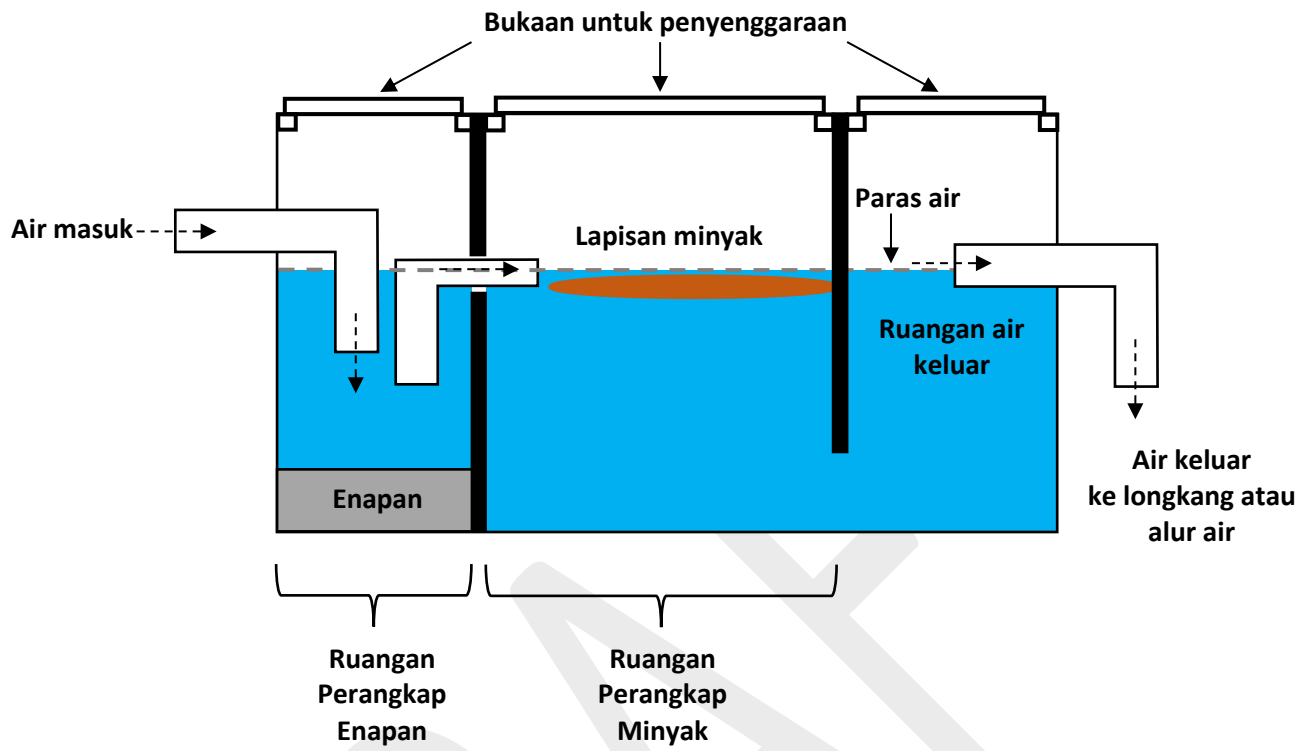 Bukaan untuk penyenggaraan
Air masuk
Lapisan minyak
Paras air
Ruangan air
keluar
Enapan
Air keluar
ke longkang atau
alur air
Ruangan
Perangkap
Enapan
Ruangan
Perangkap
Minyak